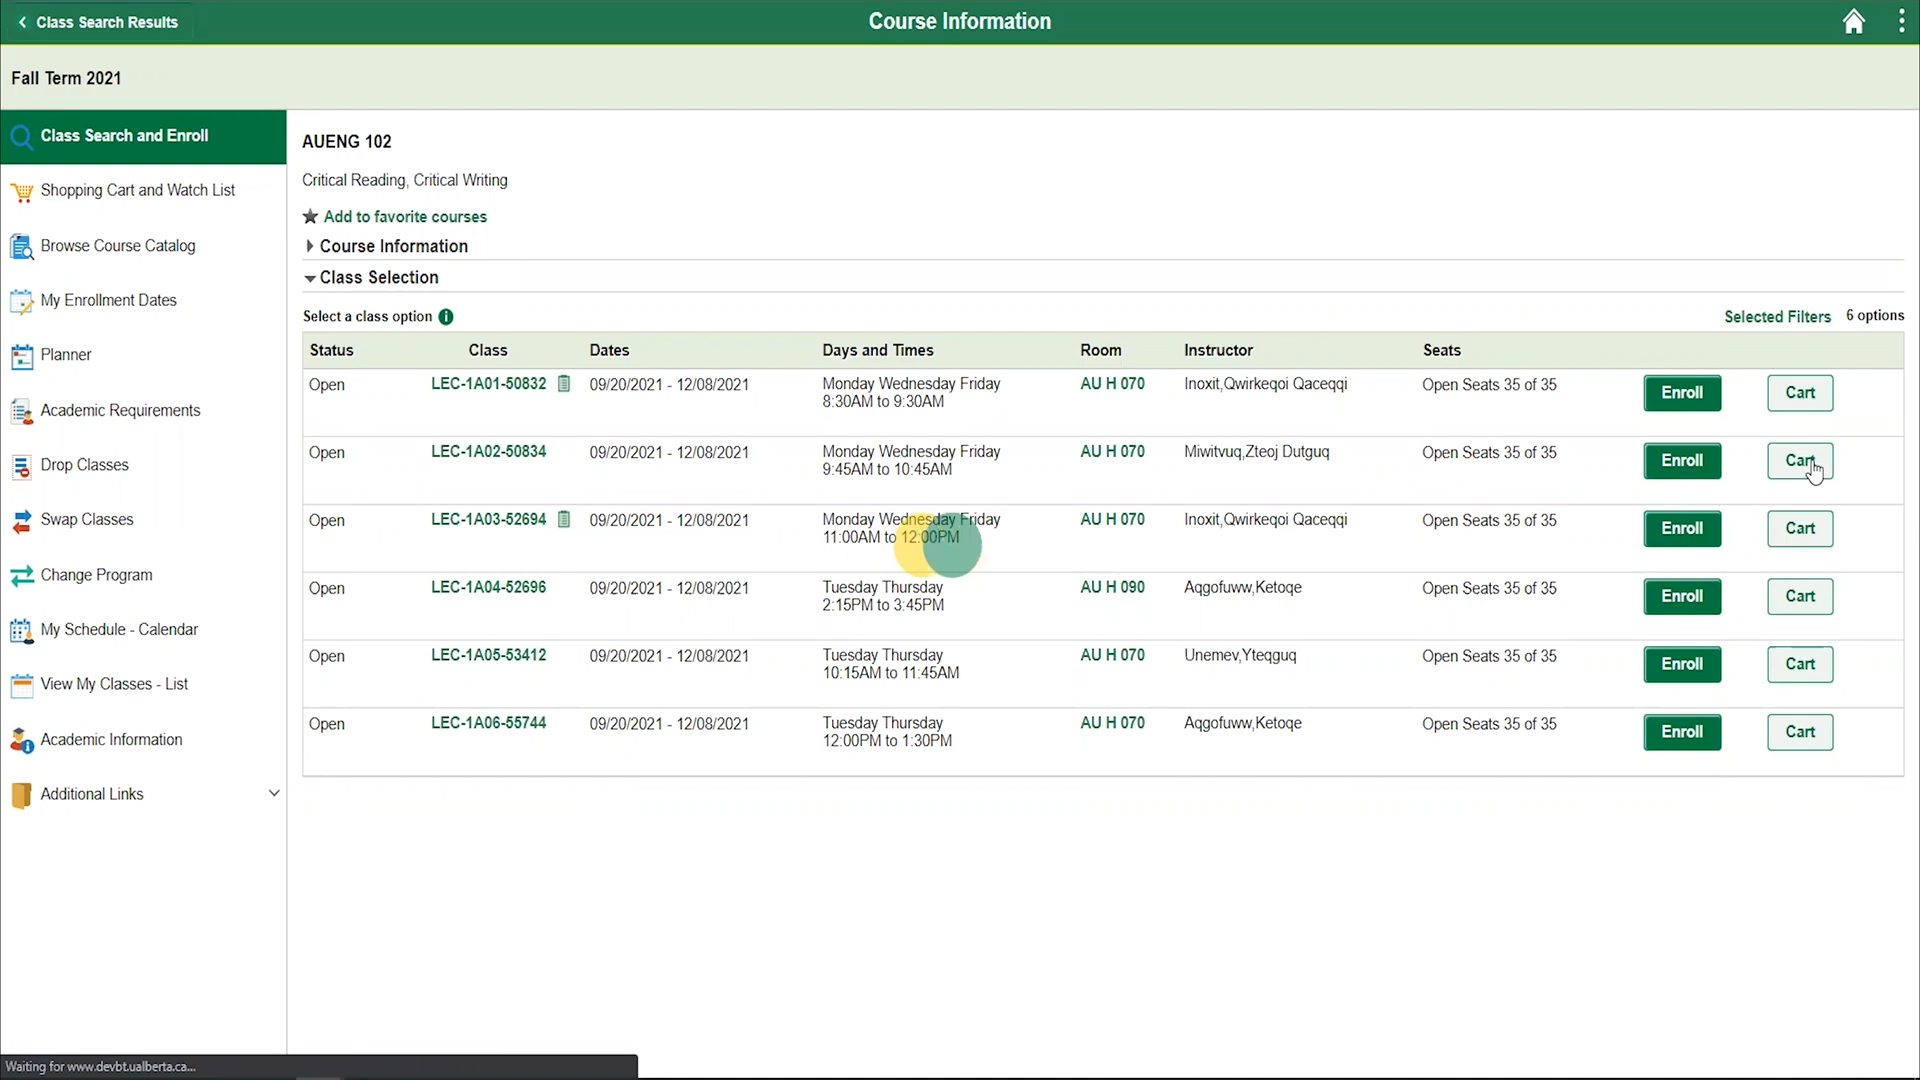 Class Search Results
Course Information
Fall Term 2021
Class Search and Enroll
Shopping Cart and Watch List
Browse Course Catalog
My Enrollment Dates
Planner
Academic Requirements
Drop Classes
Swap Classes
Change Program
My Schedule - Calendar
View My Classes - List
Academic Information
Additional Links
AUENG 102
Critical Reading, Critical Writing
Add to favorite courses
Course Information
Class Selection
Select a class option
Selected Filters 6 options
Status Class Dates Days and Times Room Instructor Seats
Open LEC-1A01-50832 09/20/2021 - 12/08/2021 Monday Wednesday Friday AU H 070 Inoxit,Qwirkeqoi Qaceqqi Open Seats 35 of 35 Enroll Cart
8:30AM to 9:30AM
Open LEC-1A02-50834 09/20/2021 - 12/08/2021 Monday Wednesday Friday AU H 070 Miwitvuq,Zteoj Dutguq Open Seats 35 of 35 Enroll Cart
9:45AM to 10:45AM
Open LEC-1A03-52694 09/20/2021 - 12/08/2021 Monday Wednesday Friday AU H 070 Inoxit,Qwirkeqoi Qaceqqi Open Seats 35 of 35 Enroll Cart
11:00AM to 12:00PM
Open LEC-1A04-52696 09/20/2021 - 12/08/2021 Tuesday Thursday AU H 090 Aqgofuww,Ketoqe Open Seats 35 of 35 Enroll Cart
2:15PM to 3:45PM
Open LEC-1A05-53412 09/20/2021 - 12/08/2021 Tuesday Thursday AU H 070 Unemev,Yteqguq Open Seats 35 of 35 Enroll Cart
10:15AM to 11:45AM
Open LEC-1A06-55744 09/20/2021 - 12/08/2021 Tuesday Thursday AU H 070 Aqgofuww,Ketoqe Open Seats 35 of 35 Enroll Cart
12:00PM to 1:30PM
Waiting for www.devbt.ualberta.ca...